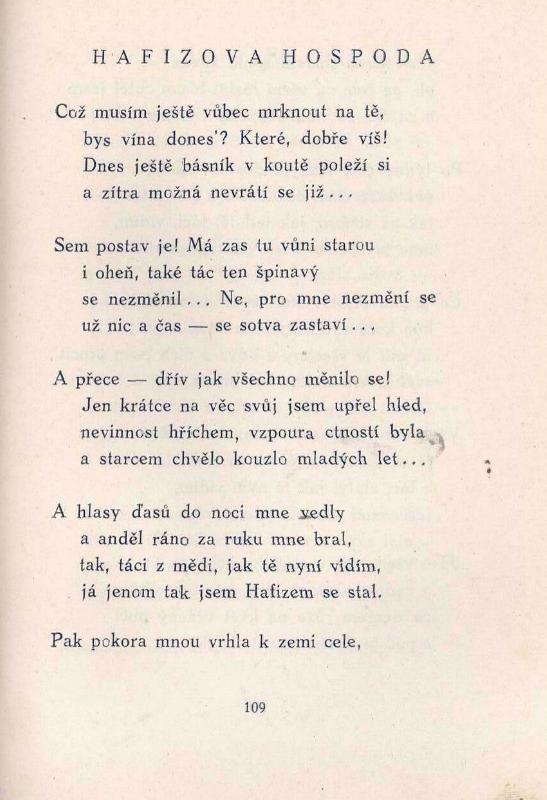 HAFIZOVA HOSPODA
Což musím ještě vůbec mrknout na tě,
bys vína dones'? Které, dobře víš!
Dnes ještě básník v koutě poleží si
a zítra možná nevrátí se již...
Sem postav je! Má zas tu vůni starou
i oheň, také tác ten špinavý
se nezměnil... Ne, pro mne nezmění se
už nic a čas — se sotva zastaví...
A přece — dřív jak všechno měnilo se!
Jen krátce na věc svůj jsem upřel hled,
nevinnost hříchem, vzpoura ctností byla
a starcem chvělo kouzlo mladých let...
A hlasy ďasů do noci mne vedly
a anděl ráno za ruku mne bral,
tak, táci z mědi, jak tě nyní vidím,
já jenom tak jsem Hafizem se stal.
Pak pokora mnou vrhla k zemi cele,
109